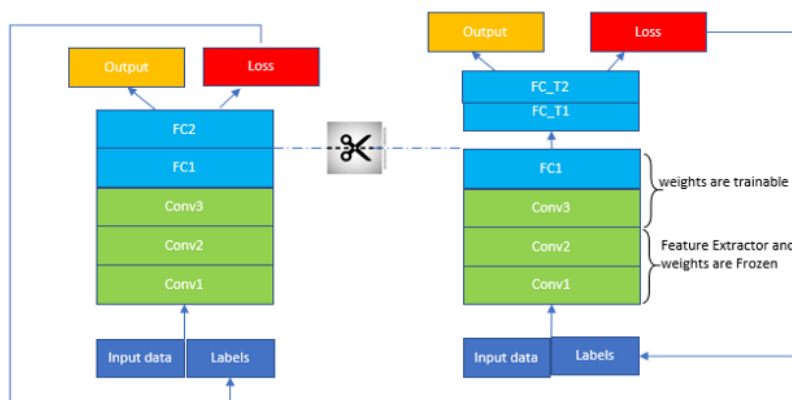 Output
Loss
FC2
FC1
Conv3
Conv2
Conv1
Input data
Labels
Output
Loss
FC_T2
FC_T1
FC1
Conv3
Conv2
Conv1
Input data
Labels
weights are trainable
Feature Extractor and
weights are Frozen